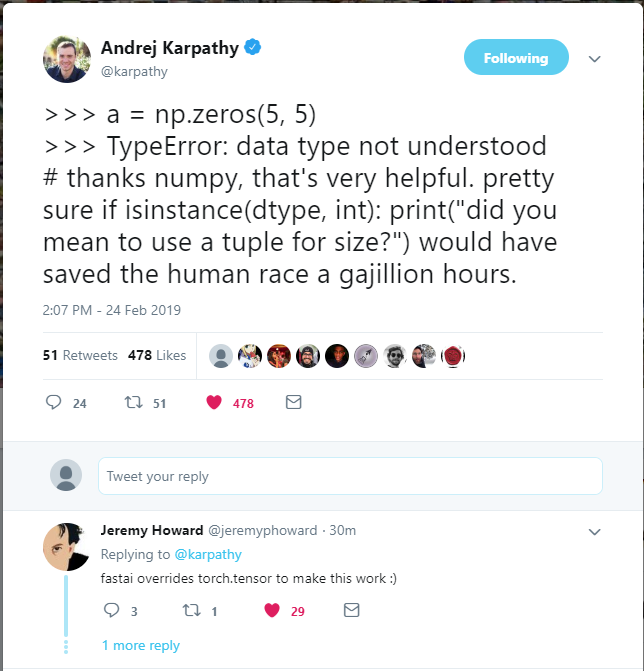 Andrej Karpathy
Following
@karpathy
>>> a = np.zeros(5, 5)
>>> TypeError: data type not understood
# thanks numpy, that's very helpful. pretty
sure if isinstance(dtype, int): print("did you
mean to use a tuple for size?") would have
saved the human race a gajillion hours.
2:07 PM - 24 Feb 2019
51 Retweets 478 Likes
24 51 478
Tweet your reply
Jeremy Howard @jeremyphoward · 30m
Replying to @karpathy
fastai overrides torch.tensor to make this work :)
3 1 29
1 more reply